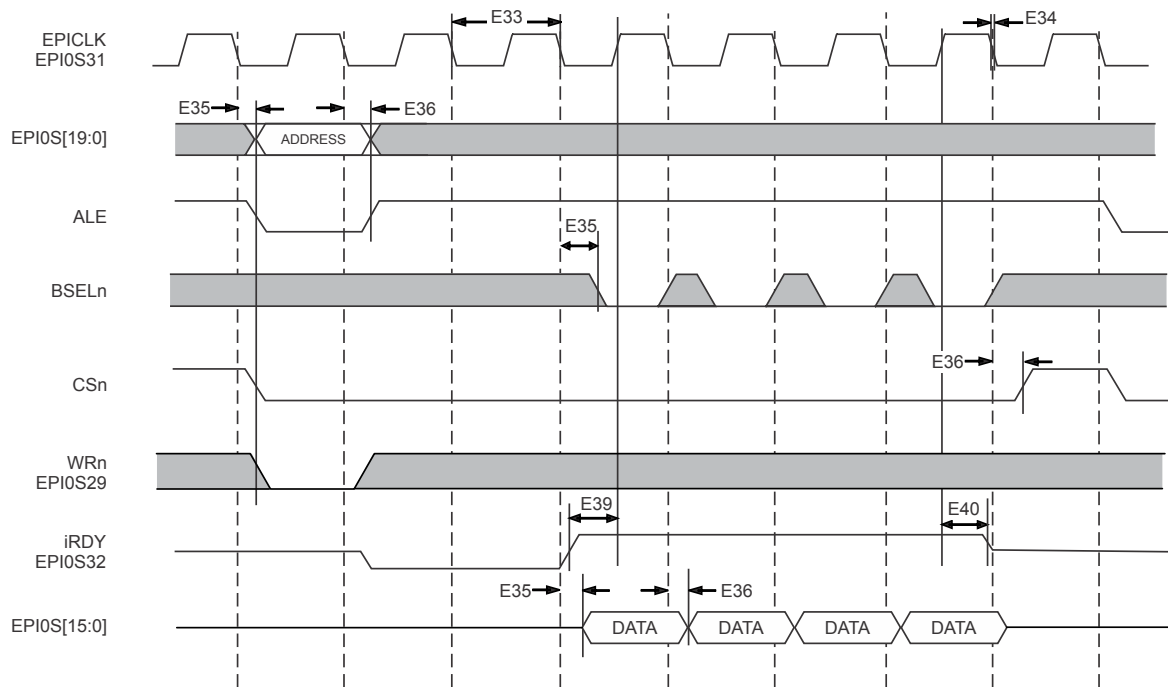 E33
E34
EPICLK
EPI0S31
E35
E36
EPI0S[19:0]
ADDRESS
ALE
E35
BSELn
E36
CSn
WRn
EPI0S29
E39
E40
iRDY
EPI0S32
E35
E36
EPI0S[15:0]
DATA
DATA
DATA
DATA